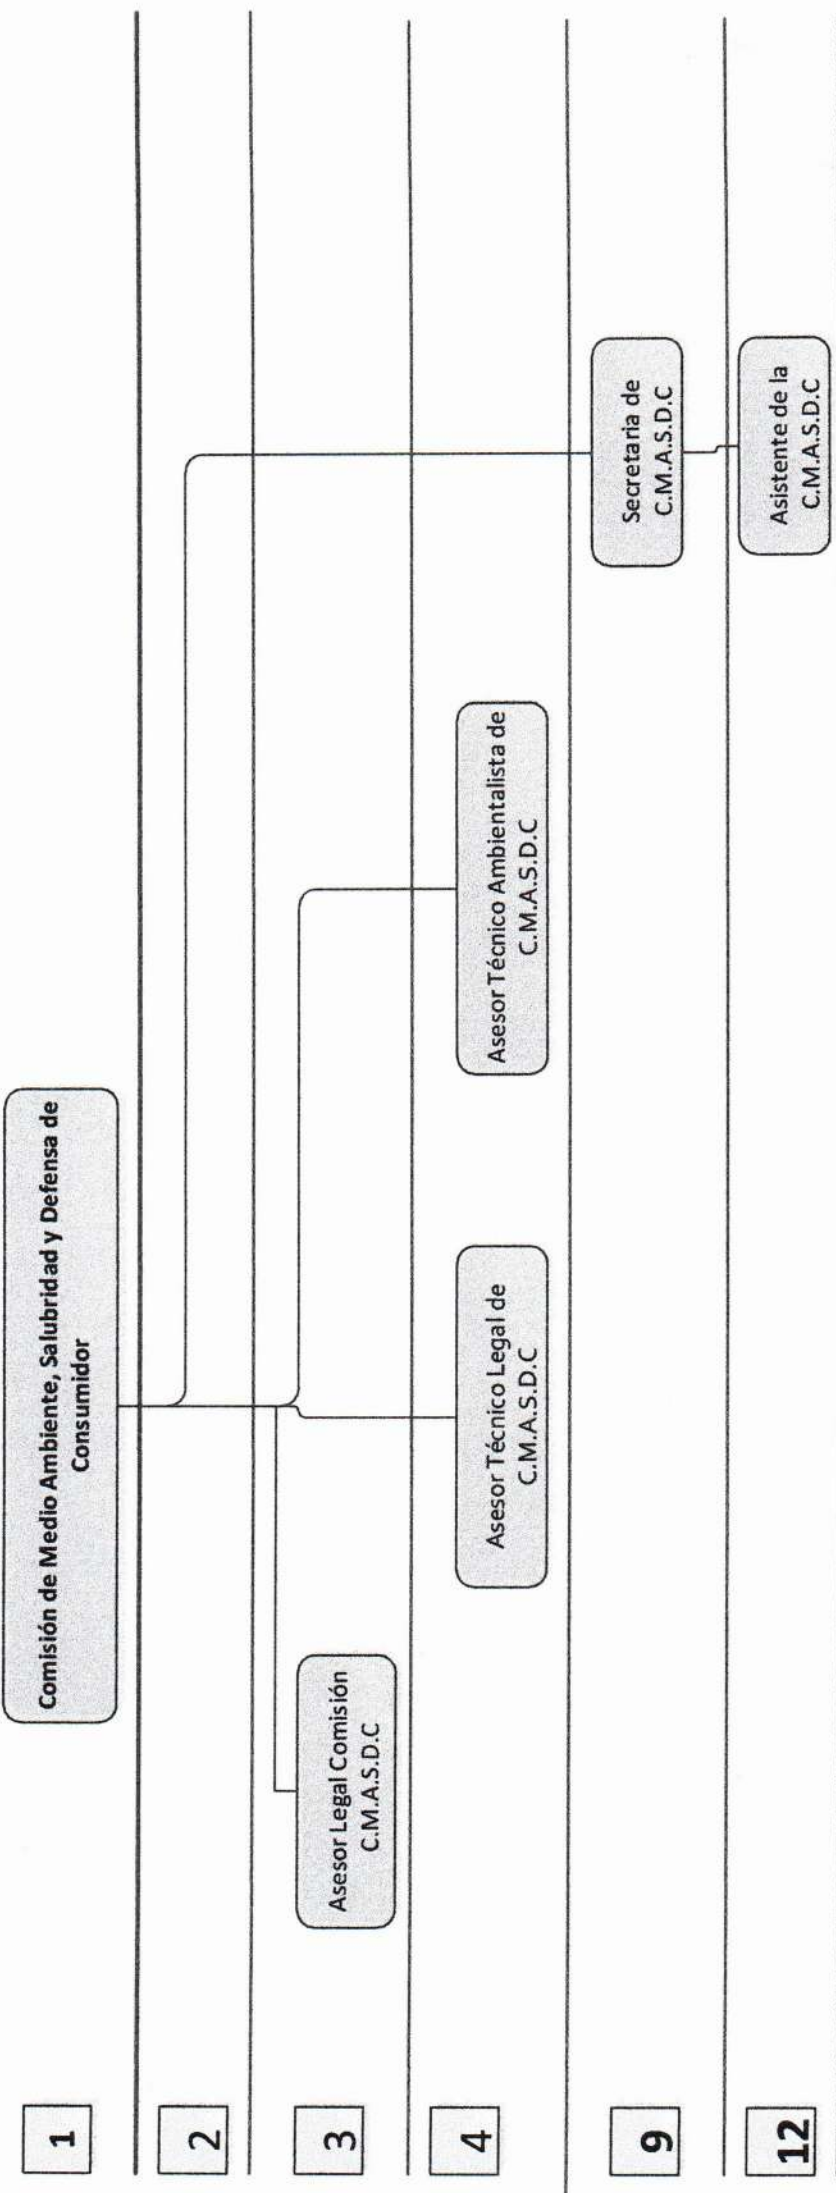 1
Comisión de Medio Ambiente, Salubridad y Defensa de
Consumidor
2
3
Asesor Legal Comisión
C.M.A.S.D.C
4
Asesor Técnico Legal de
C.M.A.S.D.C
Asesor Técnico Ambientalista de
C.M.A.S.D.C
9
Secretaria de
C.M.A.S.D.C
12
Asistente de la
C.M.A.S.D.C